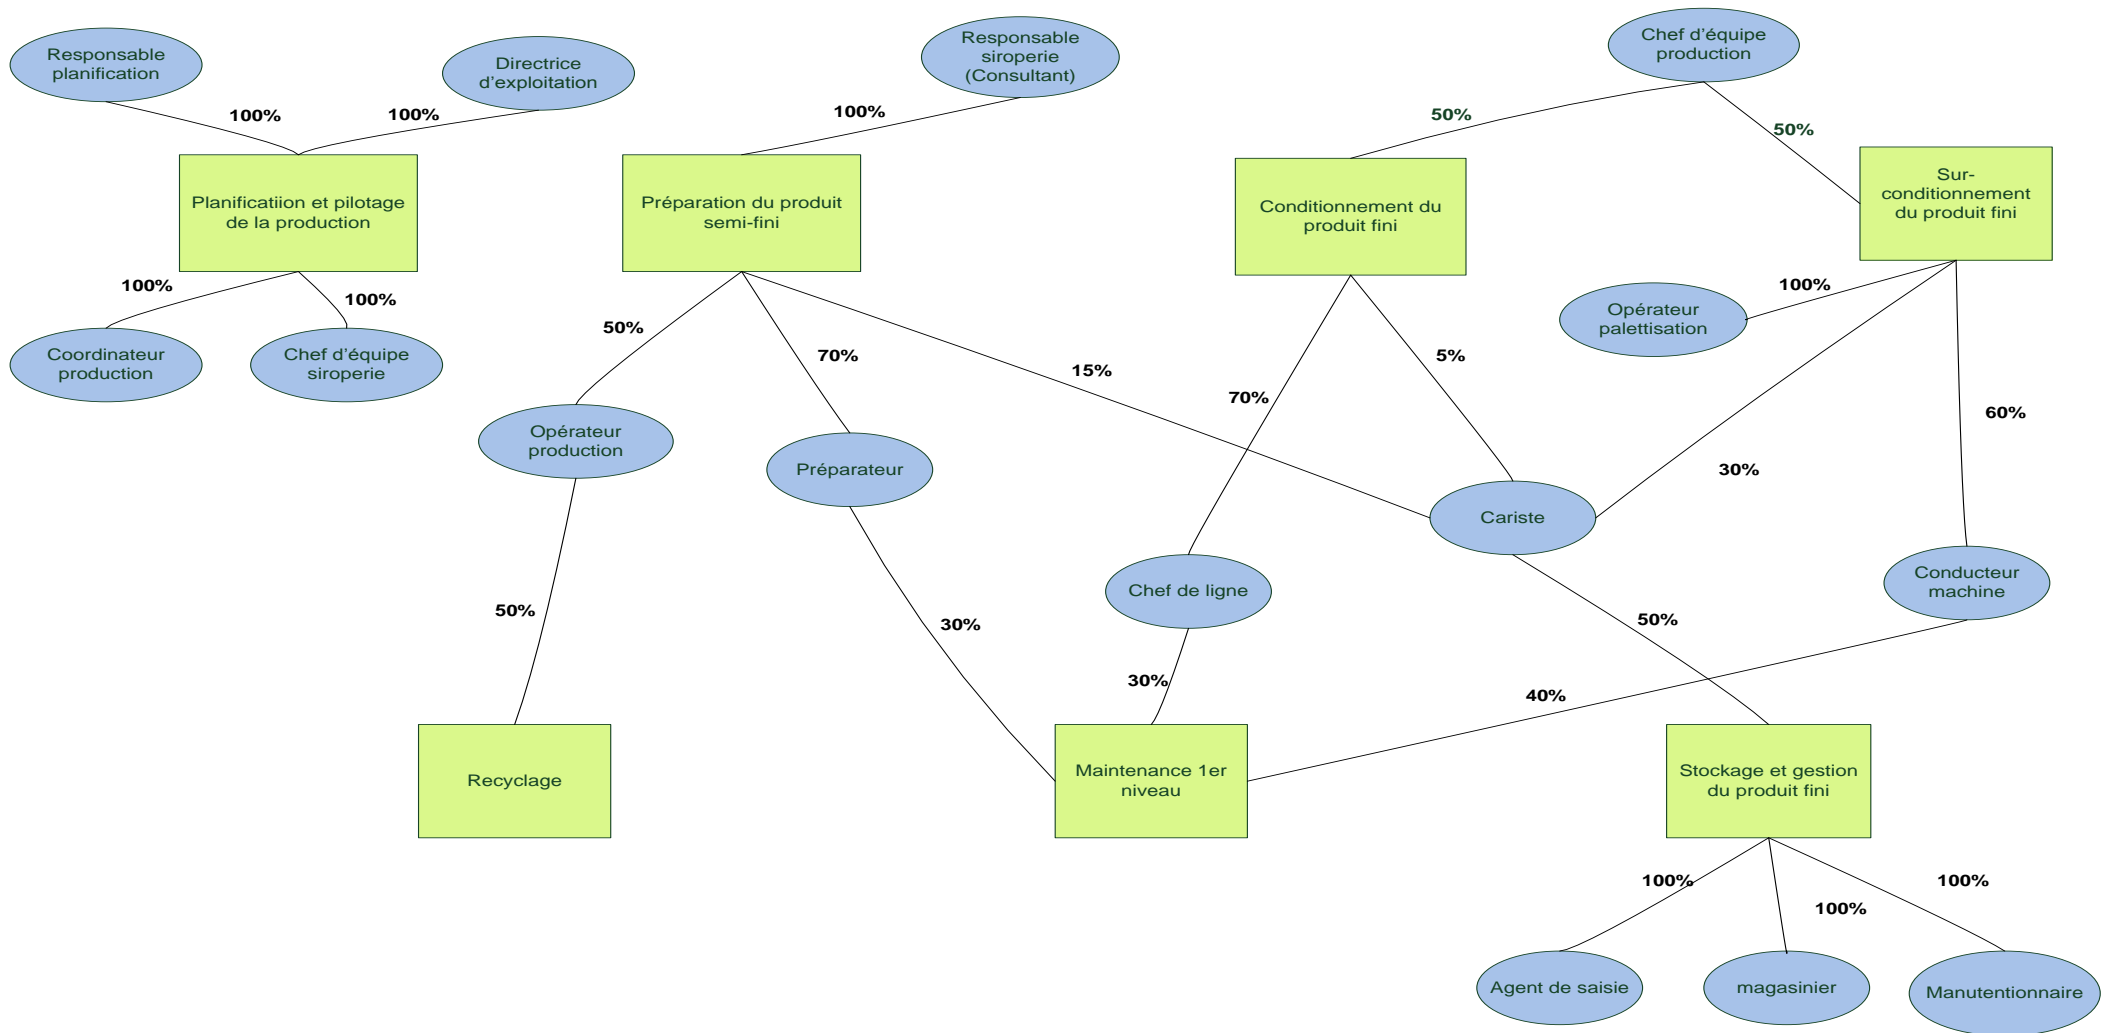 Responsable
planification
Directrice
d'exploitation
Responsable
siroperie
(Consultant)
Chef d'équipe
production
100%
100%
100%
50%
50%
Planificatiion et pilotage
de la production
Préparation du produit
semi-fini
Conditionnement du
produit fini
Sur-
conditionnement
du produit fini
100%
100%
50%
70%
15%
70%
5%
100%
30%
60%
Coordinateur
production
Chef d'équipe
siroperie
Opérateur
palettisation
Opérateur
production
Préparateur
Cariste
Chef de ligne
Conducteur
machine
50%
30%
30%
40%
50%
Recyclage
Maintenance 1er
niveau
Stockage et gestion
du produit fini
100%
100%
100%
Agent de saisie
magasinier
Manutentionnaire